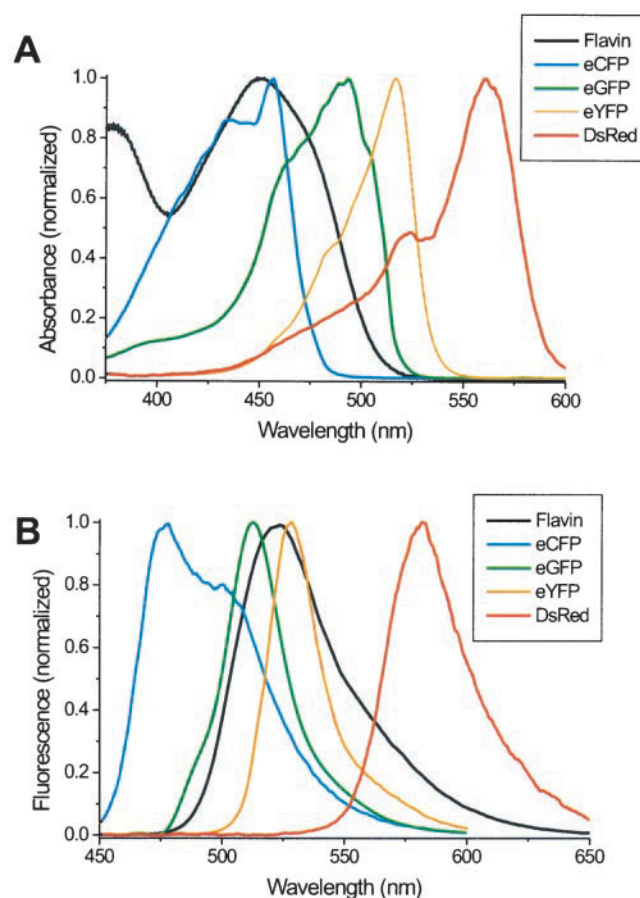 A
Flavin
eCFP
eGFP
eYFP
DsRed
1.0
0.8
0.6
0.4
0.2
0.0
Absorbance (normalized)
400 450 500 550 600
Wavelength (nm)
B
Flavin
eCFP
eGFP
eYFP
DsRed
1.0
0.8
0.6
0.4
0.2
0.0
Fluorescence (normalized)
450 500 550 600 650
Wavelength (nm)